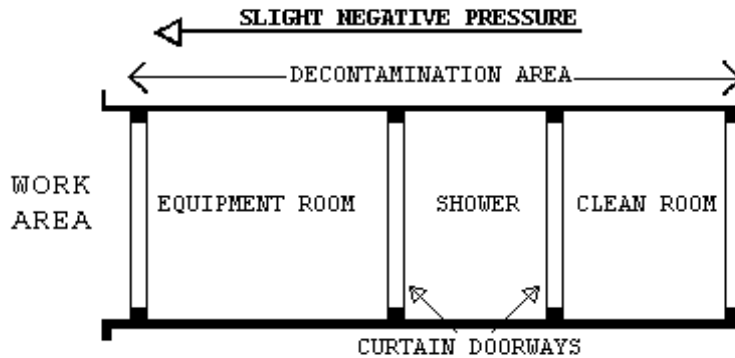 SLIGHT NEGATIVE PRESSURE
DECONTAMINATION AREA
WORK
AREA
EQUIPMENT ROOM
SHOWER
CLEAN ROOM
CURTAIN DOORWAYS